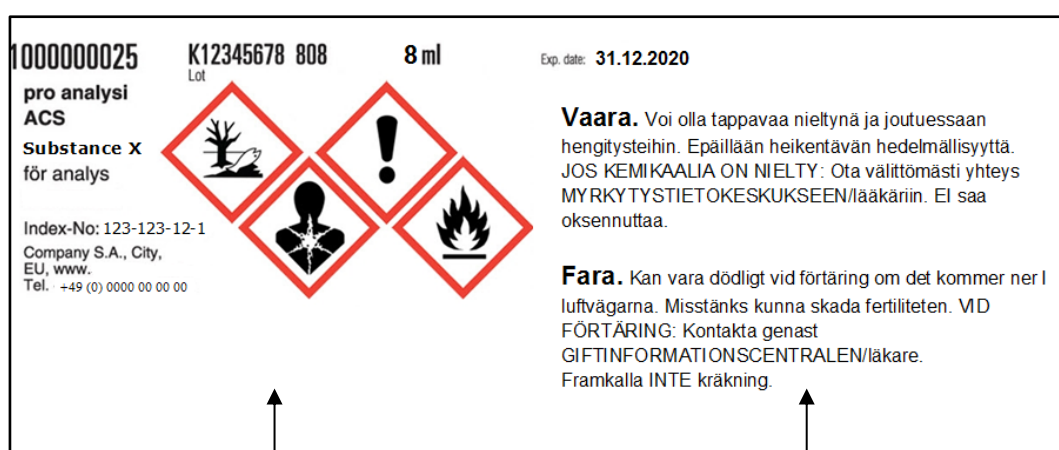 1000000025
K12345678 808
8 ml
Exp. date: 31.12.2020
Lot
pro analysi
ACS
Substance X
för analys
Index-No: 123-123-12-1
Company S.A., City,
EU, www.
Tel. +49 (0) 0000 00 00 00
Vaara. Voi olla tappavaa nieltynä ja joutuessaan
hengitysteihin. Epäillään heikentävän hedelmällisyyttä.
JOS KEMIKAALIA ON NIELTY: Ota välittömästi yhteys
MYRKYTYSTIETOKESKUKSEEN/lääkäriin. EI saa
oksennuttaa.
Fara. Kan vara dödligt vid förtäring om det kommer ner I
luftvägarna. Misstänks kunna skada fertiliteten. VID
FÖRTÄRING: Kontakta genast
GIFTINFORMATIONSCENTRALEN/läkare.
Framkalla INTE kräkning.